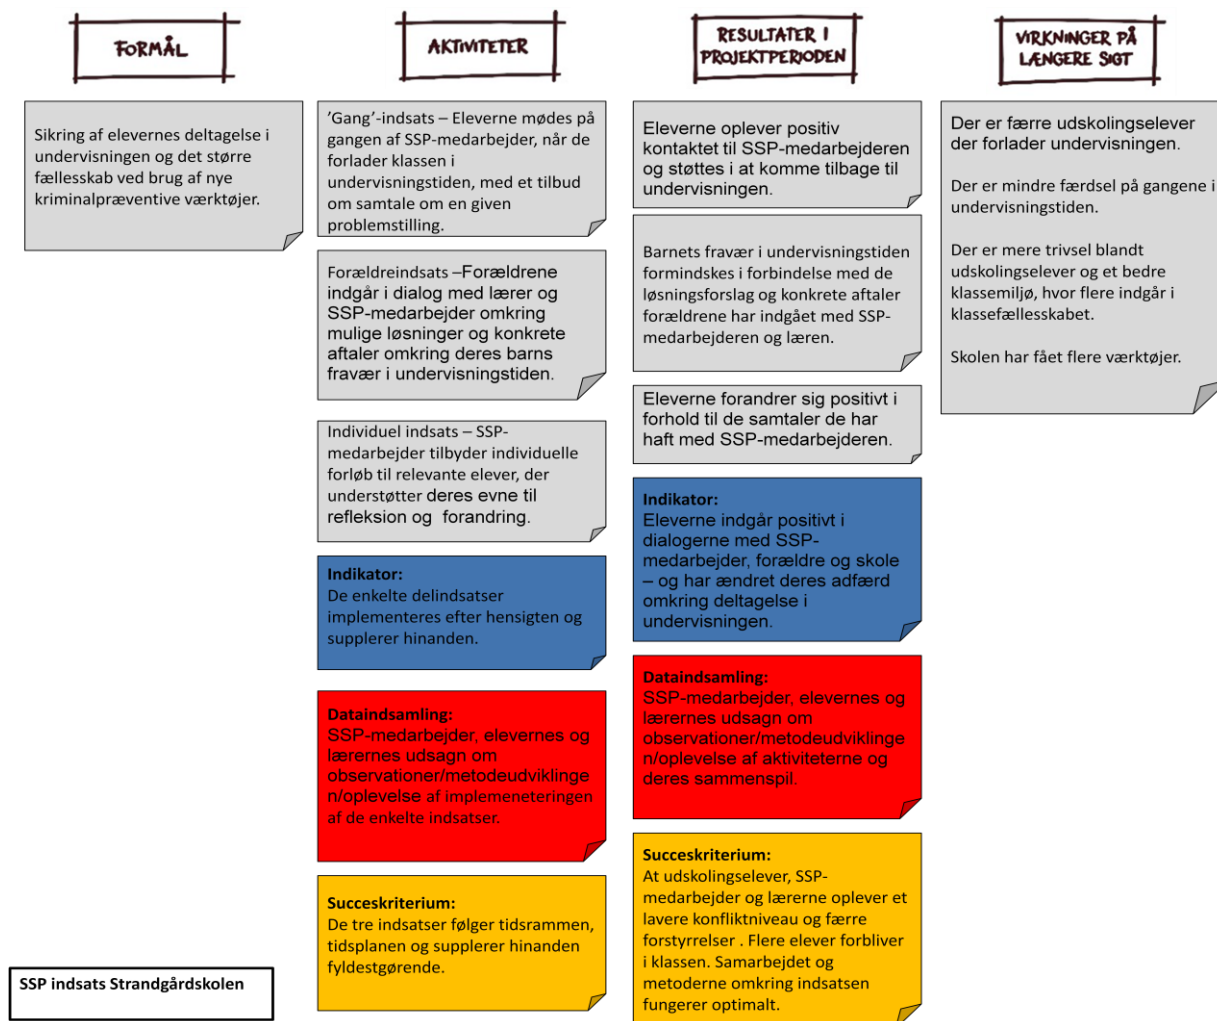 FORMÅL
Sikring af elevernes deltagelse i
undervisningen og det større
fællesskab ved brug af nye
kriminalpræventive værktøjer.
AKTIVITETER
’Gang’-indsats – Eleverne mødes på
gangen af SSP-medarbejder, når de
forlader klassen i
undervisningstiden, med et tilbud
om samtale om en given
problemstilling.
Forældreindsats –Forældrene
indgår i dialog med lærer og
SSP-medarbejder omkring
mulige løsninger og konkrete
aftaler omkring deres barns
fravær i undervisningstiden.
Individuel indsats – SSP-
medarbejder tilbyder individuelle
forløb til relevante elever, der
understøtter deres evne til
refleksion og  forandring.
Indikator:
De enkelte delindsatser
implementeres efter hensigten og
supplerer hinanden.
Dataindsamling:
SSP-medarbejder, elevernes og
lærernes udsagn om
observationer/metodeudviklinge
n/oplevelse af implemeneteringen
af de enkelte indsatser.
Succeskriterium:
De tre indsatser følger tidsrammen,
tidsplanen og supplerer hinanden
fyldestgørende.
RESULTATER I
PROJEKTPERIODEN
Eleverne oplever positiv
kontaktet til SSP-medarbejderen
og støttes i at komme tilbage til
undervisningen.
Barnets fravær i undervisningstiden
formindskes i forbindelse med de
løsningsforslag og konkrete aftaler
forældrene har indgået med SSP-
medarbejderen og læren.
Eleverne forandrer sig positivt i
forhold til de samtaler de har
haft med SSP-medarbejderen.
Indikator:
Eleverne indgår positivt i
dialogerne med SSP-
medarbejder, forældre og skole
– og har ændret deres adfærd
omkring deltagelse i
undervisningen.
Dataindsamling:
SSP-medarbejder, elevernes og
lærernes udsagn om
observationer/metodeudviklinge
n/oplevelse af aktiviteterne og
deres sammenspil.
Succeskriterium:
At udskolingselever, SSP-
medarbejder og lærerne oplever et
lavere konfliktniveau og færre
forstyrrelser . Flere elever forbliver
i klassen. Samarbejdet og
metoderne omkring indsatsen
fungerer optimalt.
VIRKNINGER PÅ
LÆNGERE SIGT
Der er færre udskolingselever
der forlader undervisningen.
Der er mindre færdsel på gangene i
undervisningstiden.
Der er mere trivsel blandt
udskolingselever og et bedre
klassemiljø, hvor flere indgår i
klassefællesskabet.
Skolen har fået flere værktøjer.
SSP indsats Strandgårdskolen